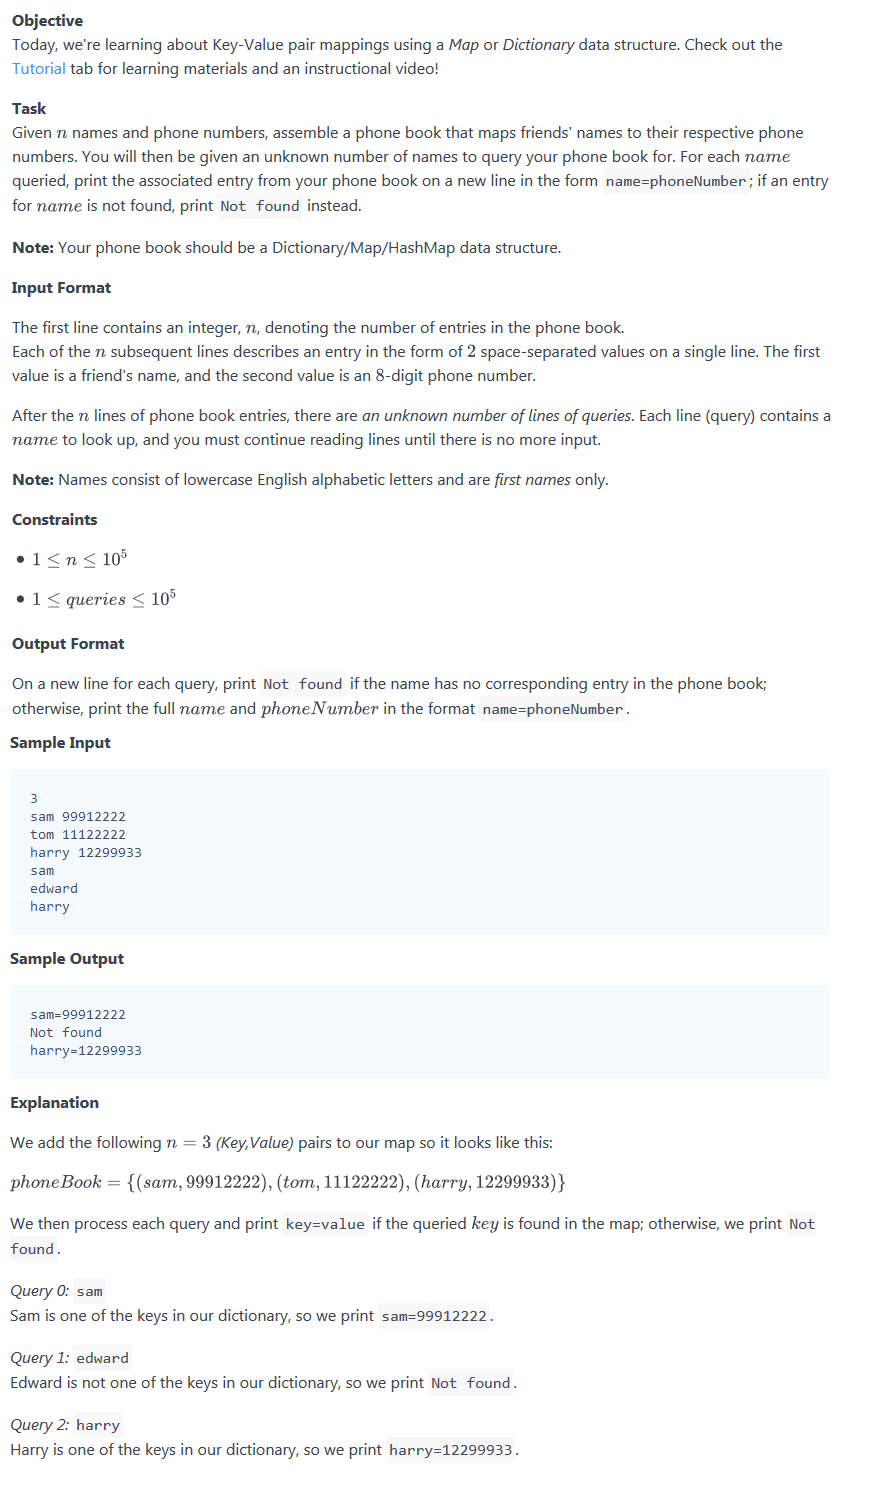 Objective
Today, we're learning about Key-Value pair mappings using a Map or Dictionary data structure. Check out the
Tutorial tab for learning materials and an instructional video!
Task
Given n names and phone numbers, assemble a phone book that maps friends' names to their respective phone
numbers. You will then be given an unknown number of names to query your phone book for. For each name
queried, print the associated entry from your phone book on a new line in the form name=phoneNumber; if an entry
for name is not found, print Not found instead.
Note: Your phone book should be a Dictionary/Map/HashMap data structure.
Input Format
The first line contains an integer, n, denoting the number of entries in the phone book.
Each of the n subsequent lines describes an entry in the form of 2 space-separated values on a single line. The first
value is a friend's name, and the second value is an 8-digit phone number.
After the n lines of phone book entries, there are an unknown number of lines of queries. Each line (query) contains a
name to look up, and you must continue reading lines until there is no more input.
Note: Names consist of lowercase English alphabetic letters and are first names only.
Constraints
• 1 ≤ n ≤ 10⁵
• 1 ≤ queries ≤ 10⁵
Output Format
On a new line for each query, print Not found if the name has no corresponding entry in the phone book;
otherwise, print the full name and phoneNumber in the format name=phoneNumber.
Sample Input
3
sam 99912222
tom 11122222
harry 12299933
sam
edward
harry
Sample Output
sam=99912222
Not found
harry=12299933
Explanation
We add the following n = 3 (Key,Value) pairs to our map so it looks like this:
phoneBook = {(sam, 99912222), (tom, 11122222), (harry, 12299933)}
We then process each query and print key=value if the queried key is found in the map; otherwise, we print Not
found.
Query 0: sam
Sam is one of the keys in our dictionary, so we print sam=99912222.
Query 1: edward
Edward is not one of the keys in our dictionary, so we print Not found.
Query 2: harry
Harry is one of the keys in our dictionary, so we print harry=12299933.